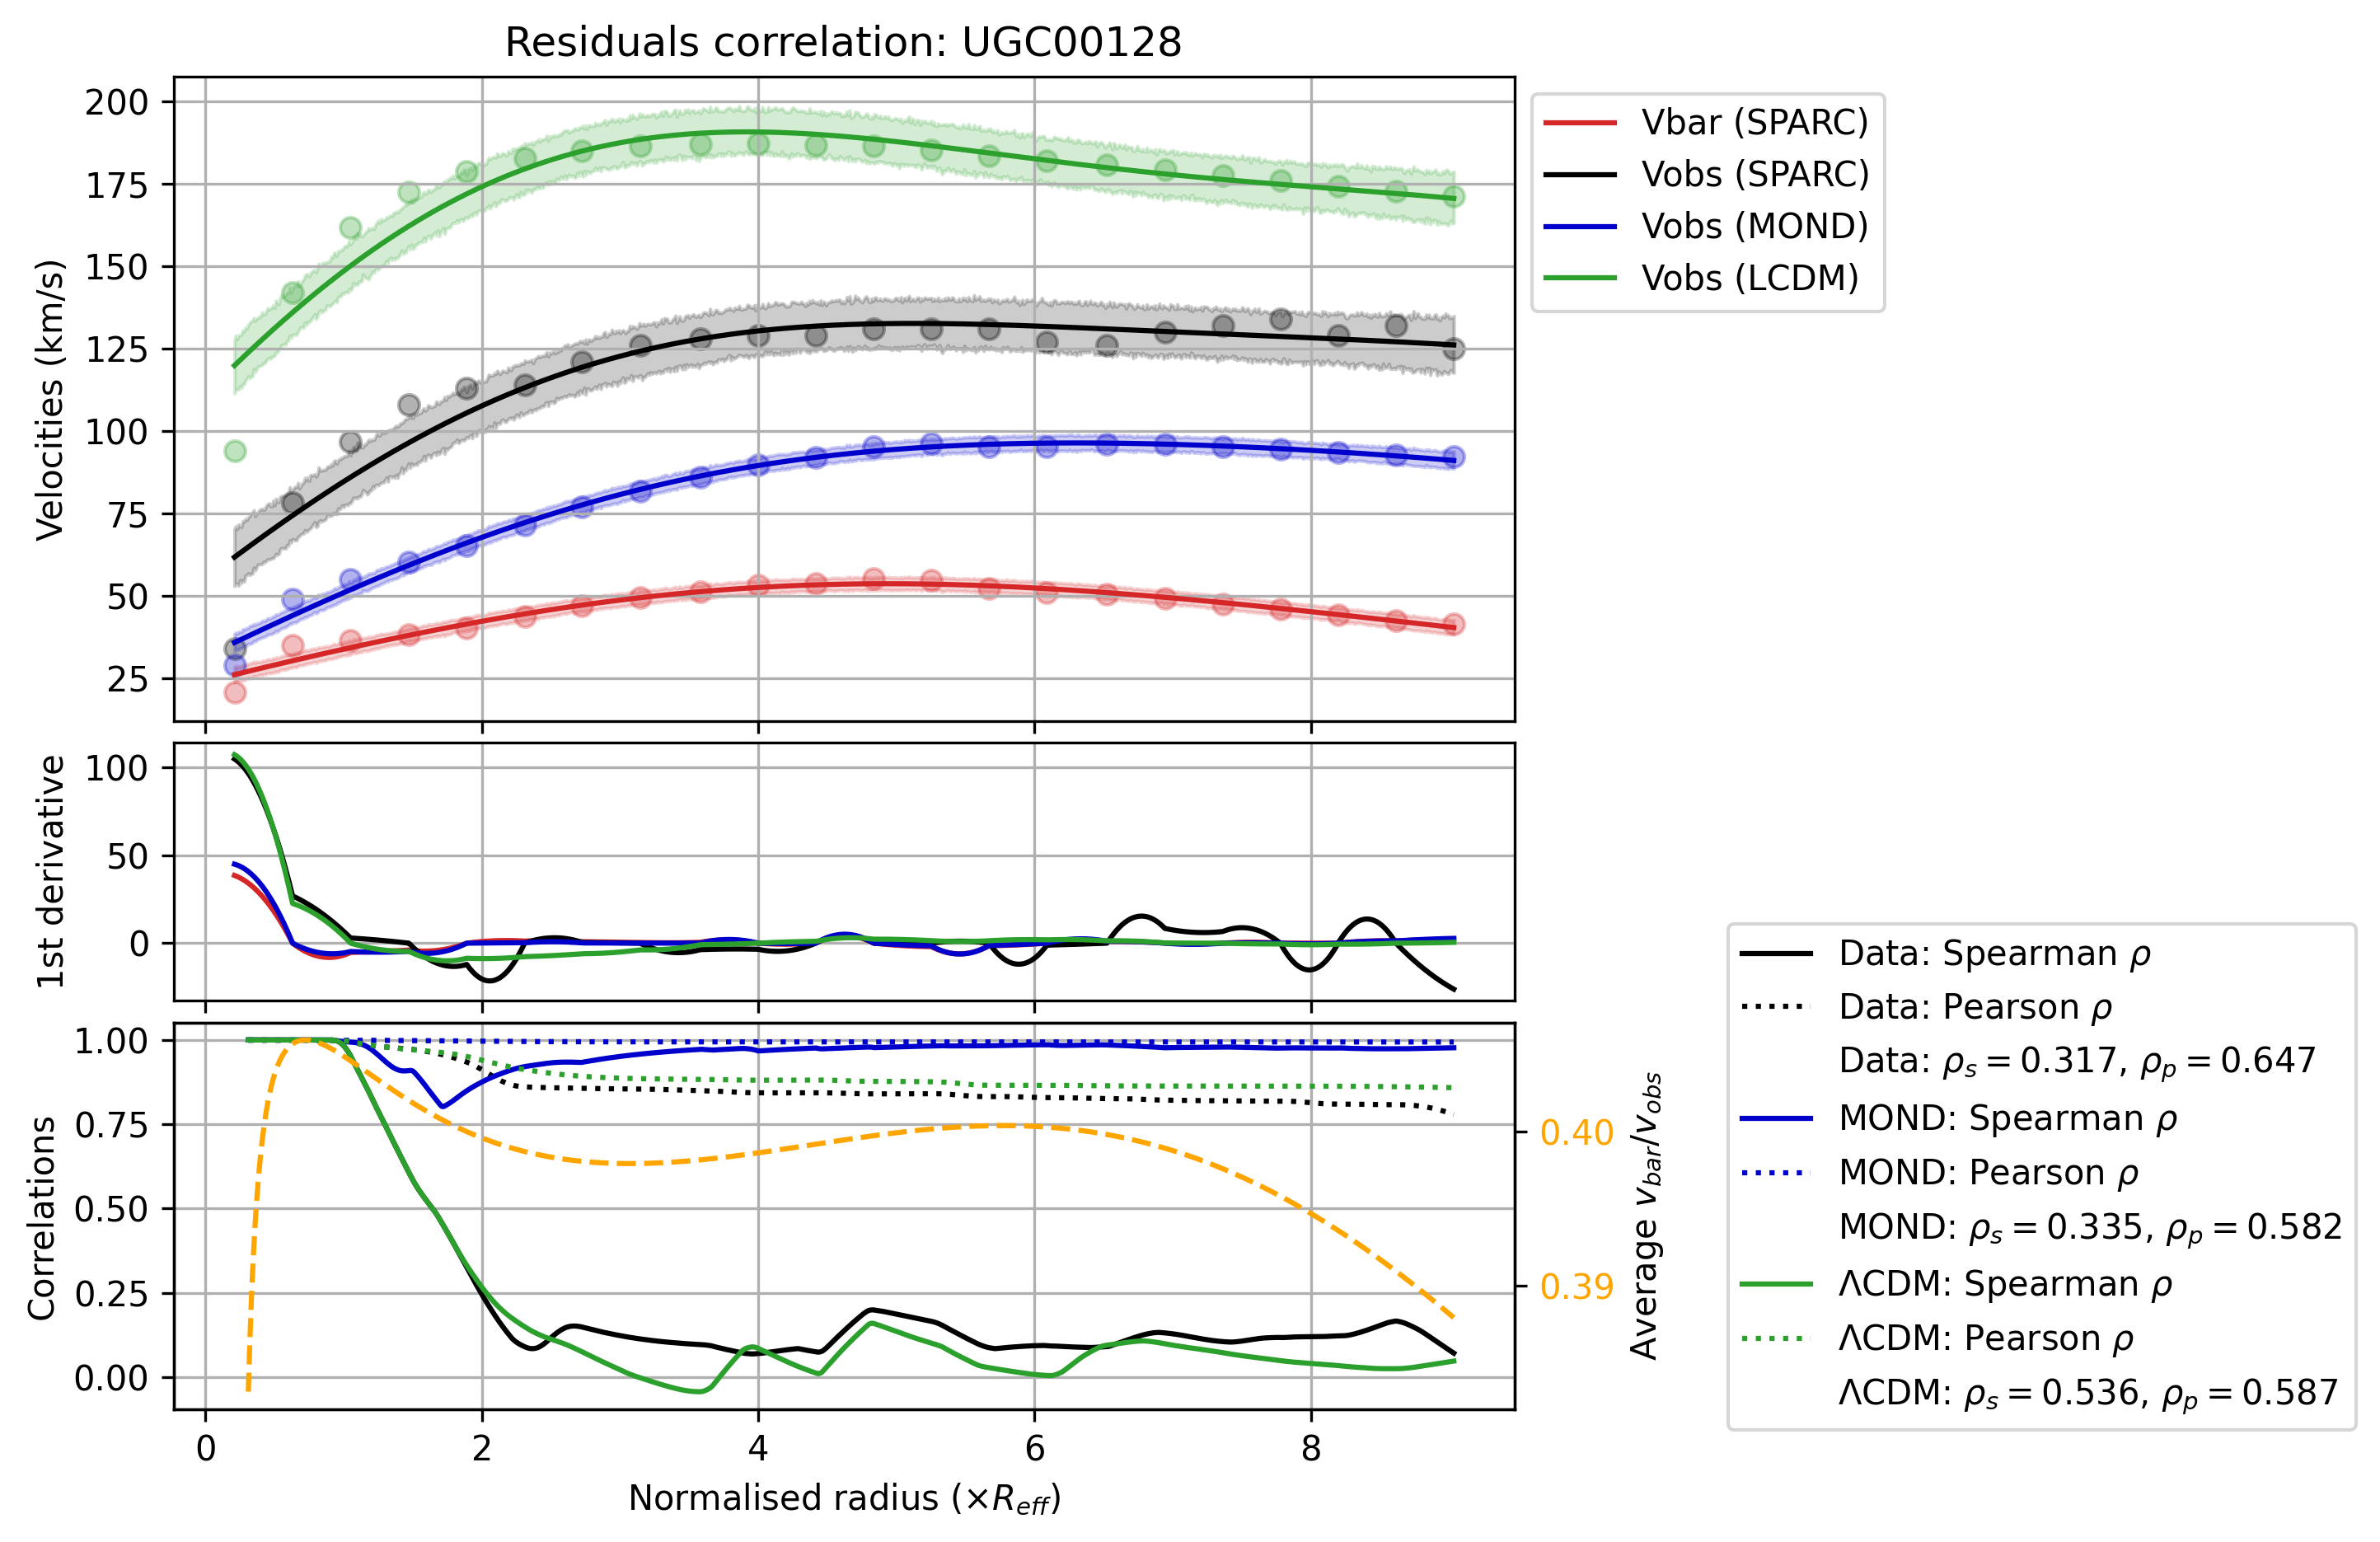 Residuals correlation: UGC00128
200
175
150
125
100
75
50
25
Velocities (km/s)
Vbar (SPARC)
Vobs (SPARC)
Vobs (MOND)
Vobs (LCDM)
100
50
0
1st derivative
1.00
0.75
0.50
0.25
0.00
Correlations
0.40
0.39
Average v_bar/v_obs
0 2 4 6 8
Normalised radius (×R_eff)
Data: Spearman ρ
Data: Pearson ρ
Data: ρ_s = 0.317, ρ_p = 0.647
MOND: Spearman ρ
MOND: Pearson ρ
MOND: ρ_s = 0.335, ρ_p = 0.582
ΛCDM: Spearman ρ
ΛCDM: Pearson ρ
ΛCDM: ρ_s = 0.536, ρ_p = 0.587